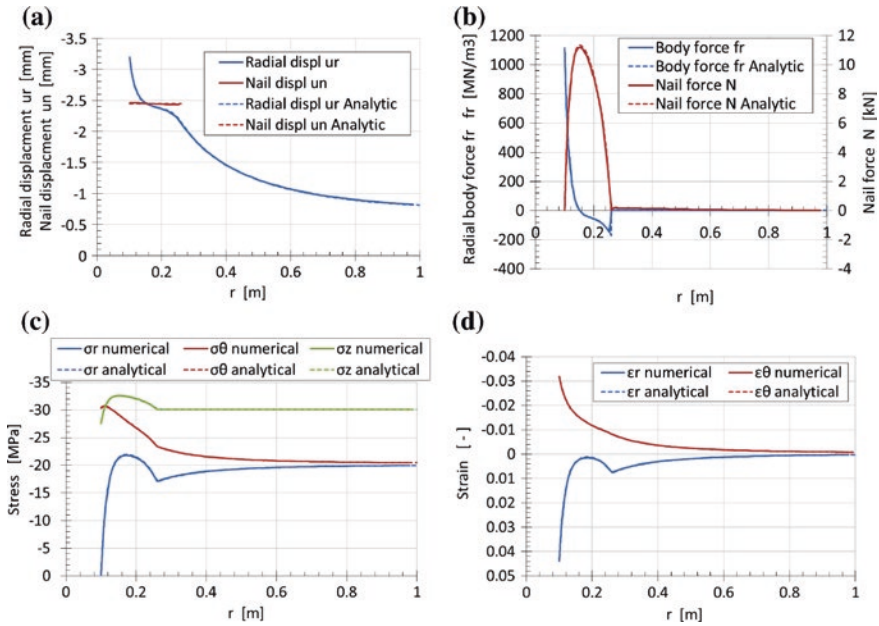 (a)
Radial displacment ur [mm]
Nail displacement un [mm]
-3.5
-3
-2.5
-2
-1.5
-1
-0.5
0
Radial displ ur
Nail displ un
Radial displ ur Analytic
Nail displ un Analytic
0 0.2 0.4 0.6 0.8 1
r [m]
(b)
Radial body force fr fr [MN/m3]
1200
1000
800
600
400
200
0
-200
-400
Body force fr
Body force fr Analytic
Nail force N
Nail force N Analytic
12
10
8
6
4
2
0
-2
-4
Nail force N [kN]
0 0.2 0.4 0.6 0.8 1
r [m]
(c)
σr numerical σθ numerical σz numerical
σr analytical σθ analytical σz analytical
Stress [MPa]
-35
-30
-25
-20
-15
-10
-5
0
0 0.2 0.4 0.6 0.8 1
r [m]
(d)
Strain [-]
-0.04
-0.03
-0.02
-0.01
0
0.01
0.02
0.03
0.04
0.05
εr numerical εθ numerical
εr analytical εθ analytical
0 0.2 0.4 0.6 0.8 1
r [m]